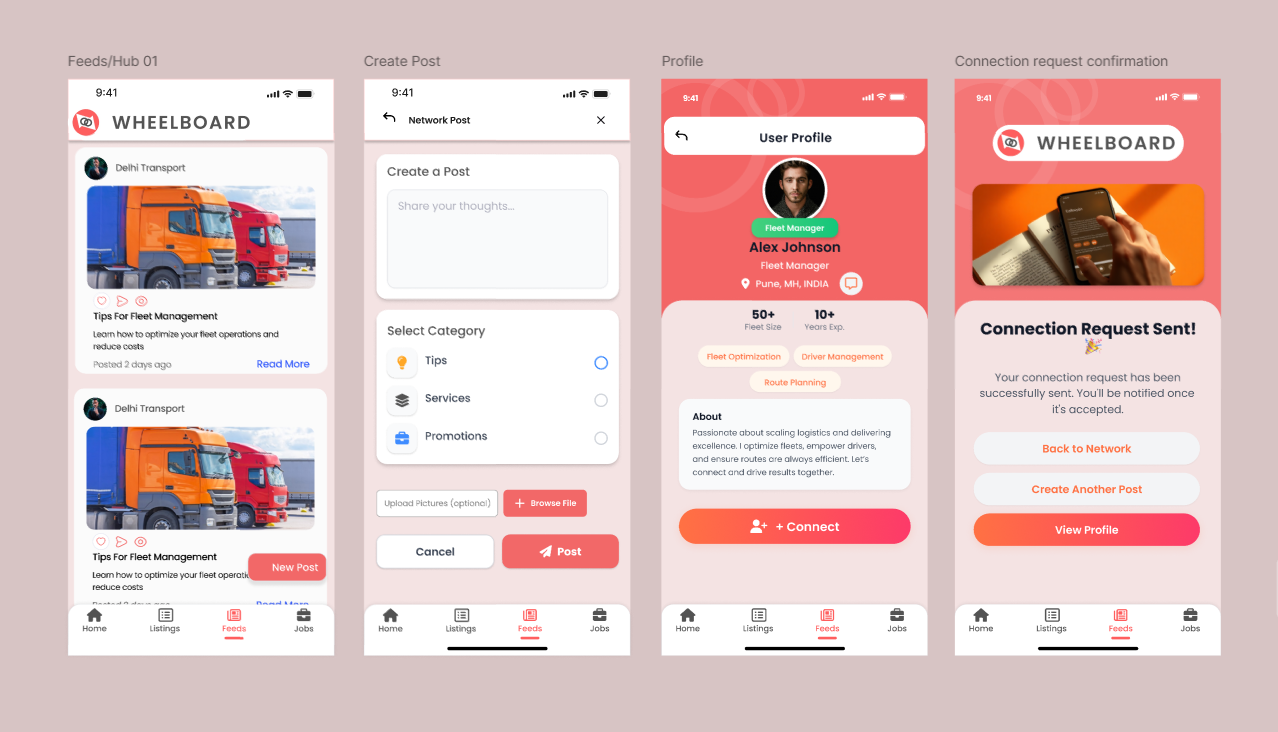 Feeds/Hub 01
9:41
WHEELBOARD
Delhi Transport
Tips For Fleet Management
Learn how to optimize your fleet operations and
reduce costs
Posted 2 days ago
Read More
Delhi Transport
Tips For Fleet Management
Learn how to optimize your fleet
reduce costs
Posted 2 days ago
Read More
New Post
Home
Listings
Feeds
Jobs
Create Post
9:41
Network Post
Create a Post
Share your thoughts...
Select Category
Tips
Services
Promotions
Upload Pictures (optional)
+ Browse File
Cancel
Post
Home
Listings
Feeds
Jobs
Profile
9:41
User Profile
Fleet Manager
Alex Johnson
Fleet Manager
Pune, MH, INDIA
50+
Fleet Size
10+
Years Exp.
Fleet Optimization
Driver Management
Route Planning
About
Passionate about scaling logistics and delivering
excellence. I optimize fleets, empower drivers,
and ensure routes are always efficient. Let's
connect and drive results together.
+ Connect
Home
Listings
Feeds
Jobs
Connection request confirmation
9:41
WHEELBOARD
Connection Request Sent!
🎉
Your connection request has been
successfully sent. You'll be notified once
it's accepted.
Back to Network
Create Another Post
View Profile
Home
Listings
Feeds
Jobs